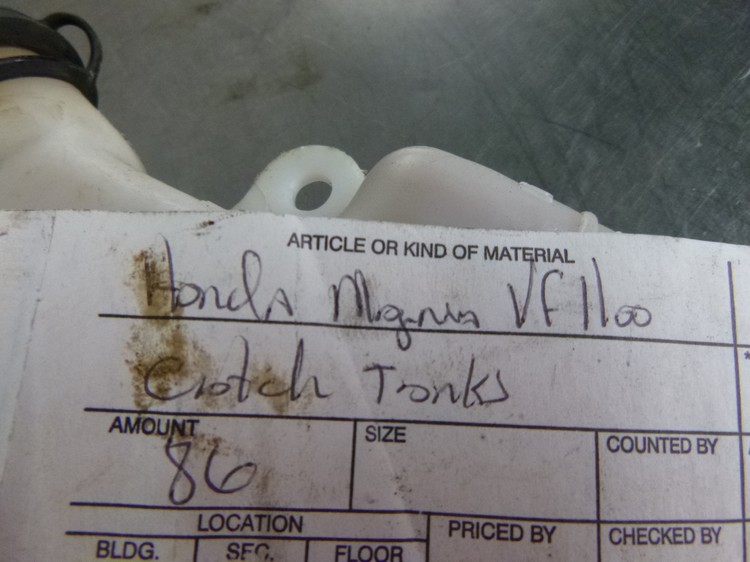 ARTICLE OR KIND OF MATERIAL
Honda Magna VF1100
Crotch Tanks
AMOUNT SIZE COUNTED BY
86
LOCATION PRICED BY CHECKED BY
BLDG. SEC. FLOOR